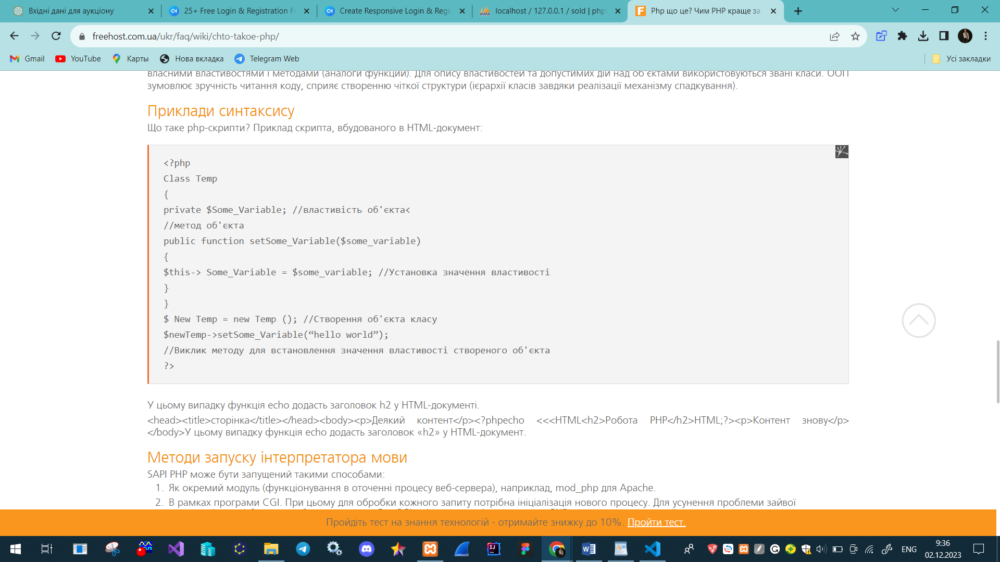 Вхідні дані для аукціону
25+ Free Login & Registration F
Create Responsive Login & Regi
localhost / 127.0.0.1 / sold | php
Php що це? Чим PHP краще за
freehost.com.ua/ukr/faq/wiki/chto-takoe-php/
Gmail
YouTube
Карты
Нова вкладка
Telegram Web
Усі закладки
власними властивостями і методами (аналоги функцій). Для опису властивостей та допустимих дій над об'єктами використовуються звані класи. ООП
зумовлює зручність читання коду, сприяє створенню чіткої структури (ієрархії класів завдяки реалізації механізму спадкування).
Приклади синтаксису
Що таке php-скрипти? Приклад скрипта, вбудованого в HTML-документ:
<?php
Class Temp
{
private $Some_Variable; //властивість об'єкта<
//метод об'єкта
public function setSome_Variable($some_variable)
{
$this-> Some_Variable = $some_variable; //Установка значення властивості
}
}
$ New Temp = new Temp (); //Створення об'єкта класу
$newTemp->setSome_Variable(“hello world”);
//Виклик методу для встановлення значення властивості створеного об'єкта
?>
У цьому випадку функція echo додасть заголовок h2 у HTML-документі.
<head><title>сторінка</title></head><body><p>Деякий контент</p><?phpecho <<<HTML<h2>Робота PHP</h2>HTML;?><p>Контент знову</p>
</body>У цьому випадку функція echo додасть заголовок «h2» у HTML-документ.
Методи запуску інтерпретатора мови
SAPI PHP може бути запущений такими способами:
1. Як окремий модуль (функціонування в оточенні процесу веб-сервера), наприклад, mod_php для Apache.
2. В рамках програми CGI. При цьому для обробки кожного запиту потрібна ініціалізація нового процесу. Для усунення проблеми зайвої
Пройдіть тест на знання технологій - отримайте знижку до 10%. Пройти тест.
ENG
9:36
02.12.2023